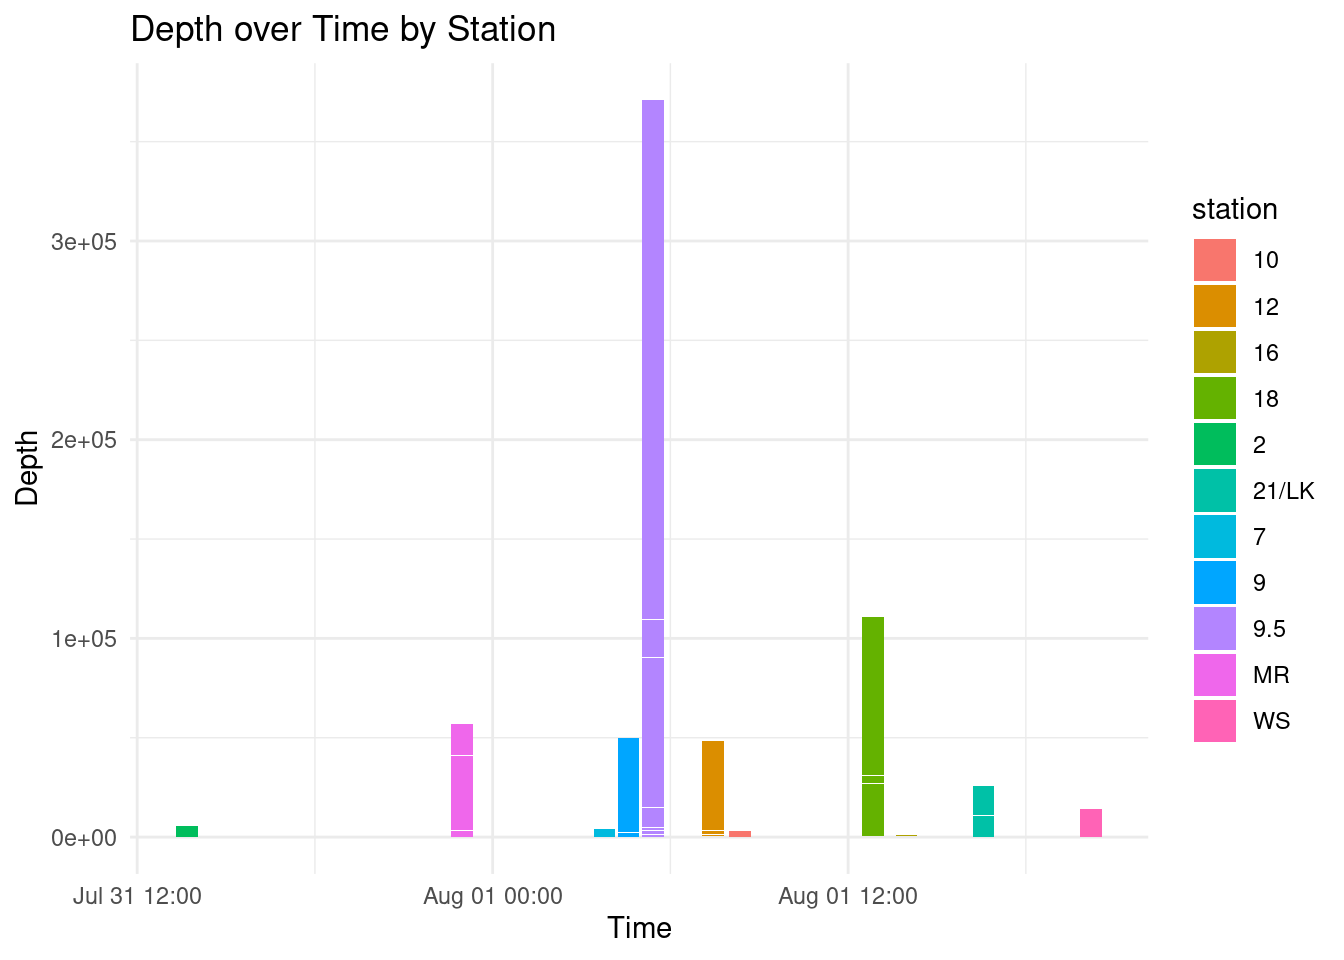 Depth over Time by Station
Depth
3e+05
2e+05
1e+05
0e+00
Jul 31 12:00
Aug 01 00:00
Aug 01 12:00
Time
station
10
12
16
18
2
21/LK
7
9
9.5
MR
WS